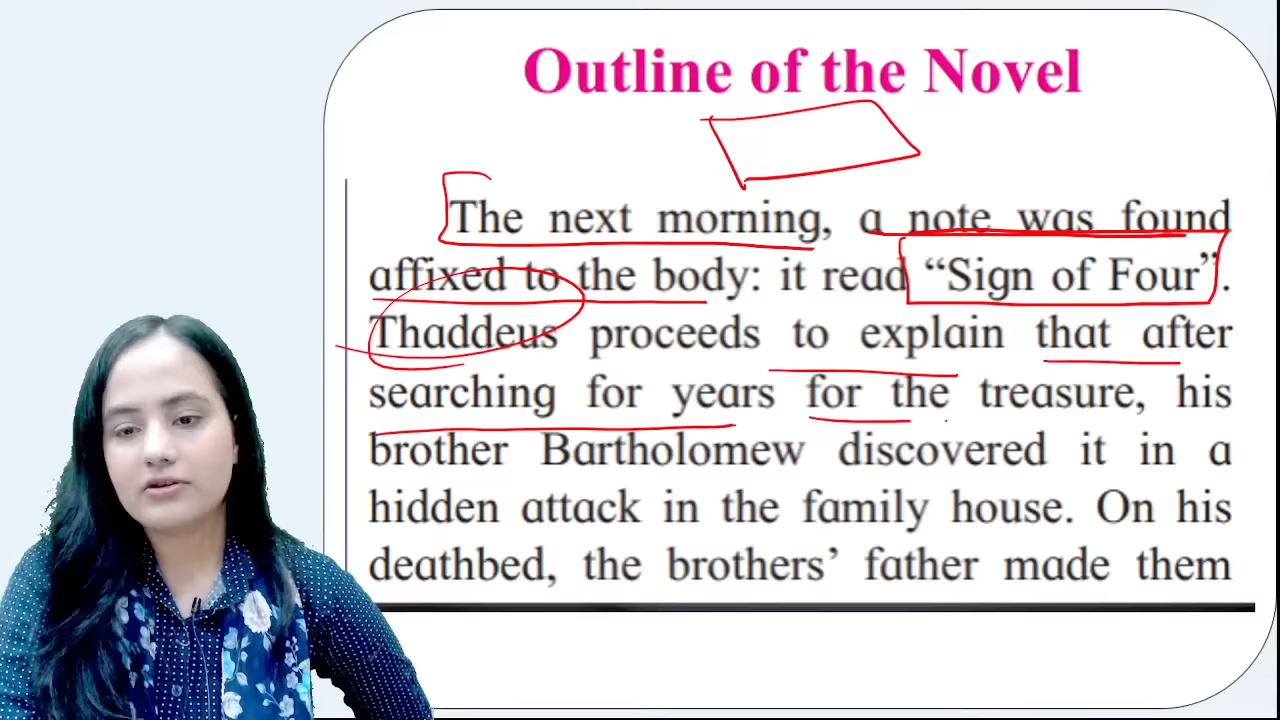 Outline of the Novel
The next morning, a note was found
affixed to the body: it read “Sign of Four”.
Thaddeus proceeds to explain that after
searching for years for the treasure, his
brother Bartholomew discovered it in a
hidden attack in the family house. On his
deathbed, the brothers’ father made them